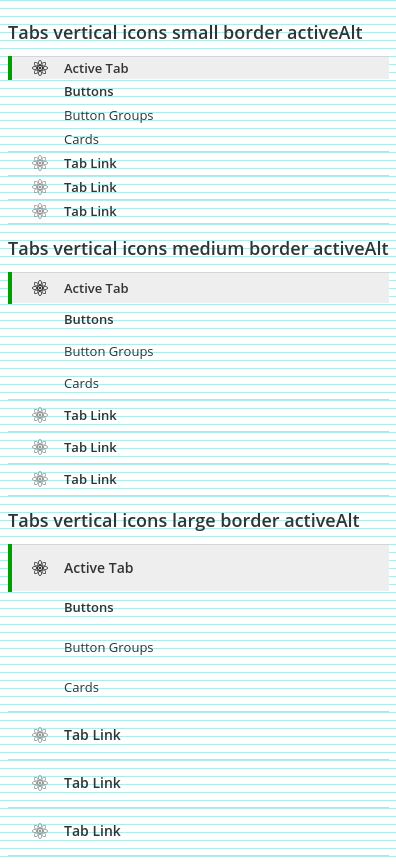 Tabs vertical icons small border activeAlt
Active Tab
Buttons
Button Groups
Cards
Tab Link
Tab Link
Tab Link
Tabs vertical icons medium border activeAlt
Active Tab
Buttons
Button Groups
Cards
Tab Link
Tab Link
Tab Link
Tabs vertical icons large border activeAlt
Active Tab
Buttons
Button Groups
Cards
Tab Link
Tab Link
Tab Link